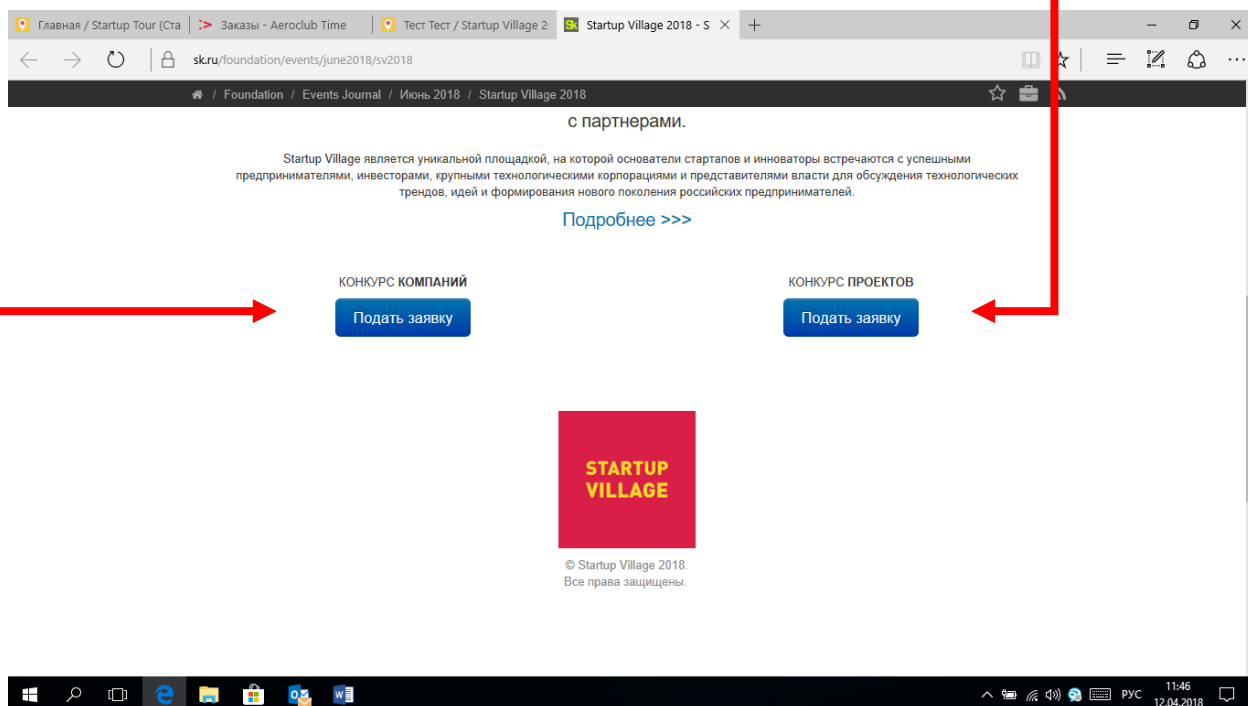 Главная / Startup Tour (Ста
Заказы - Aeroclub Time
Тест Тест / Startup Village 2
Sk Startup Village 2018 - S
sk.ru/foundation/events/june2018/sv2018
/ Foundation / Events Journal / Июнь 2018 / Startup Village 2018
с партнерами.
Startup Village является уникальной площадкой, на которой основатели стартапов и инноваторы встречаются с успешными
предпринимателями, инвесторами, крупными технологическими корпорациями и представителями власти для обсуждения технологических
трендов, идей и формирования нового поколения российских предпринимателей.
Подробнее >>>
КОНКУРС КОМПАНИЙ
Подать заявку
КОНКУРС ПРОЕКТОВ
Подать заявку
STARTUP
VILLAGE
© Startup Village 2018.
Все права защищены.
РУС
11:46
12.04.2018